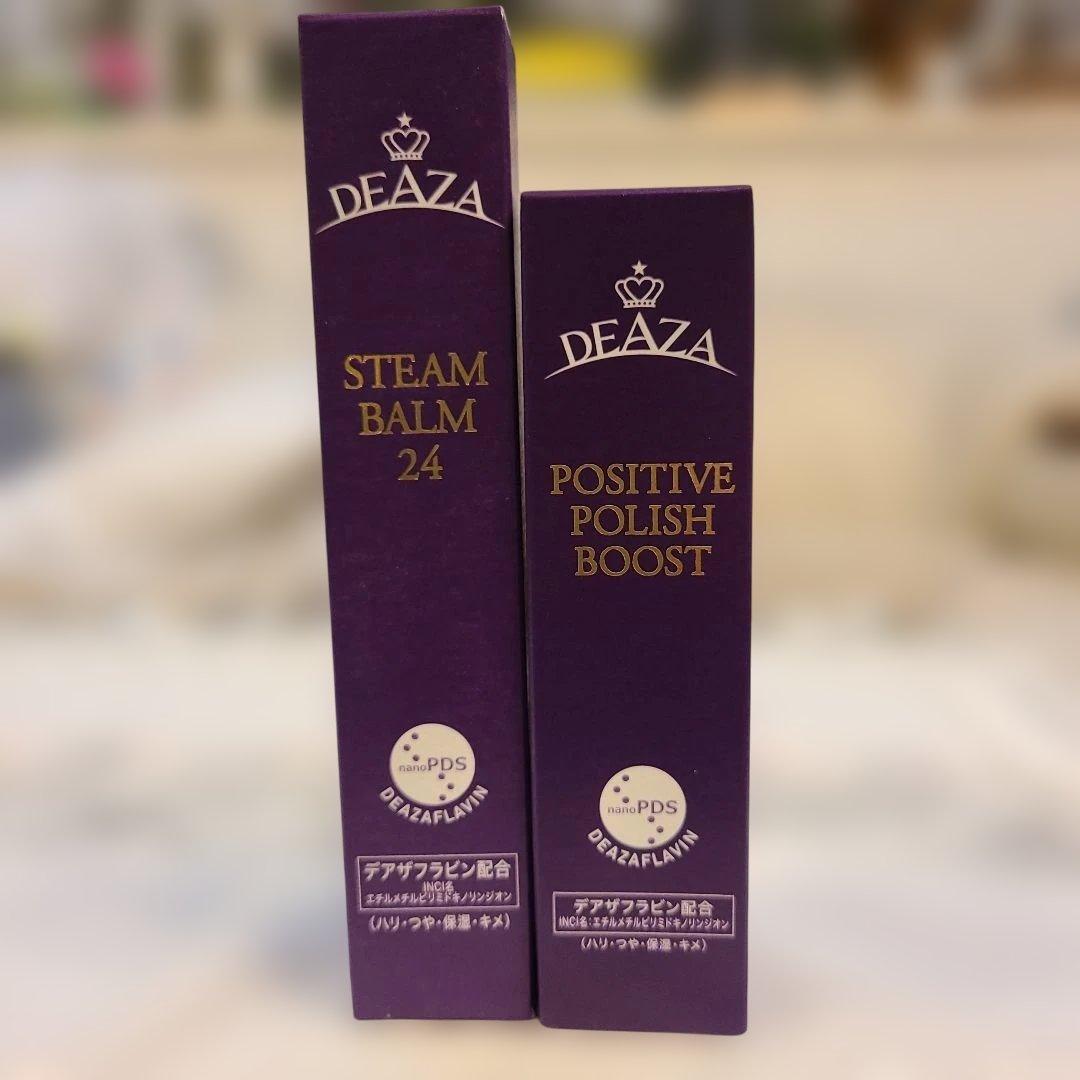 DEAZA
STEAM
BALM
24
nanoPDS
DEAZAFLAVIN
デアザフラビン配合
INCI名
エチルメチルピリミドキノリンジオン
(ハリ・つや・保湿・キメ)
DEAZA
POSITIVE
POLISH
BOOST
nanoPDS
DEAZAFLAVIN
デアザフラビン配合
INCI名:エチルメチルピリミドキノリンジオン
(ハリ・つや・保湿・キメ)